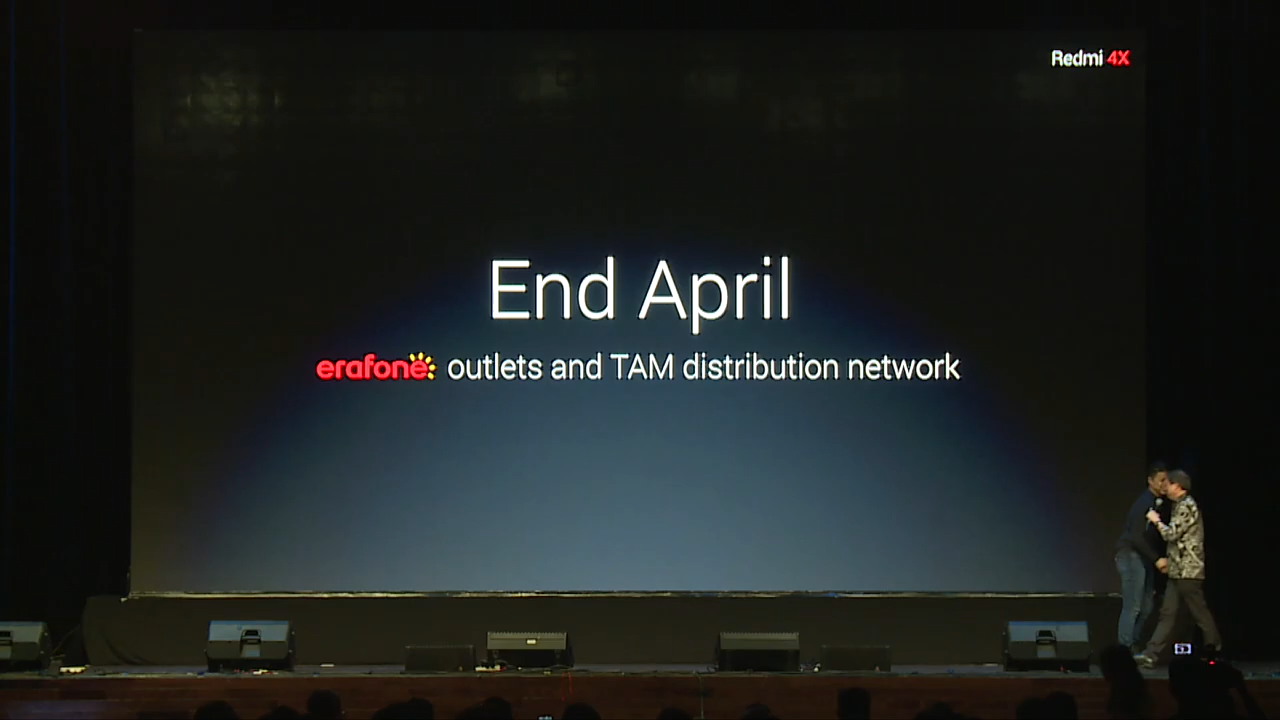 Redmi 4X
End April
erafone outlets and TAM distribution network